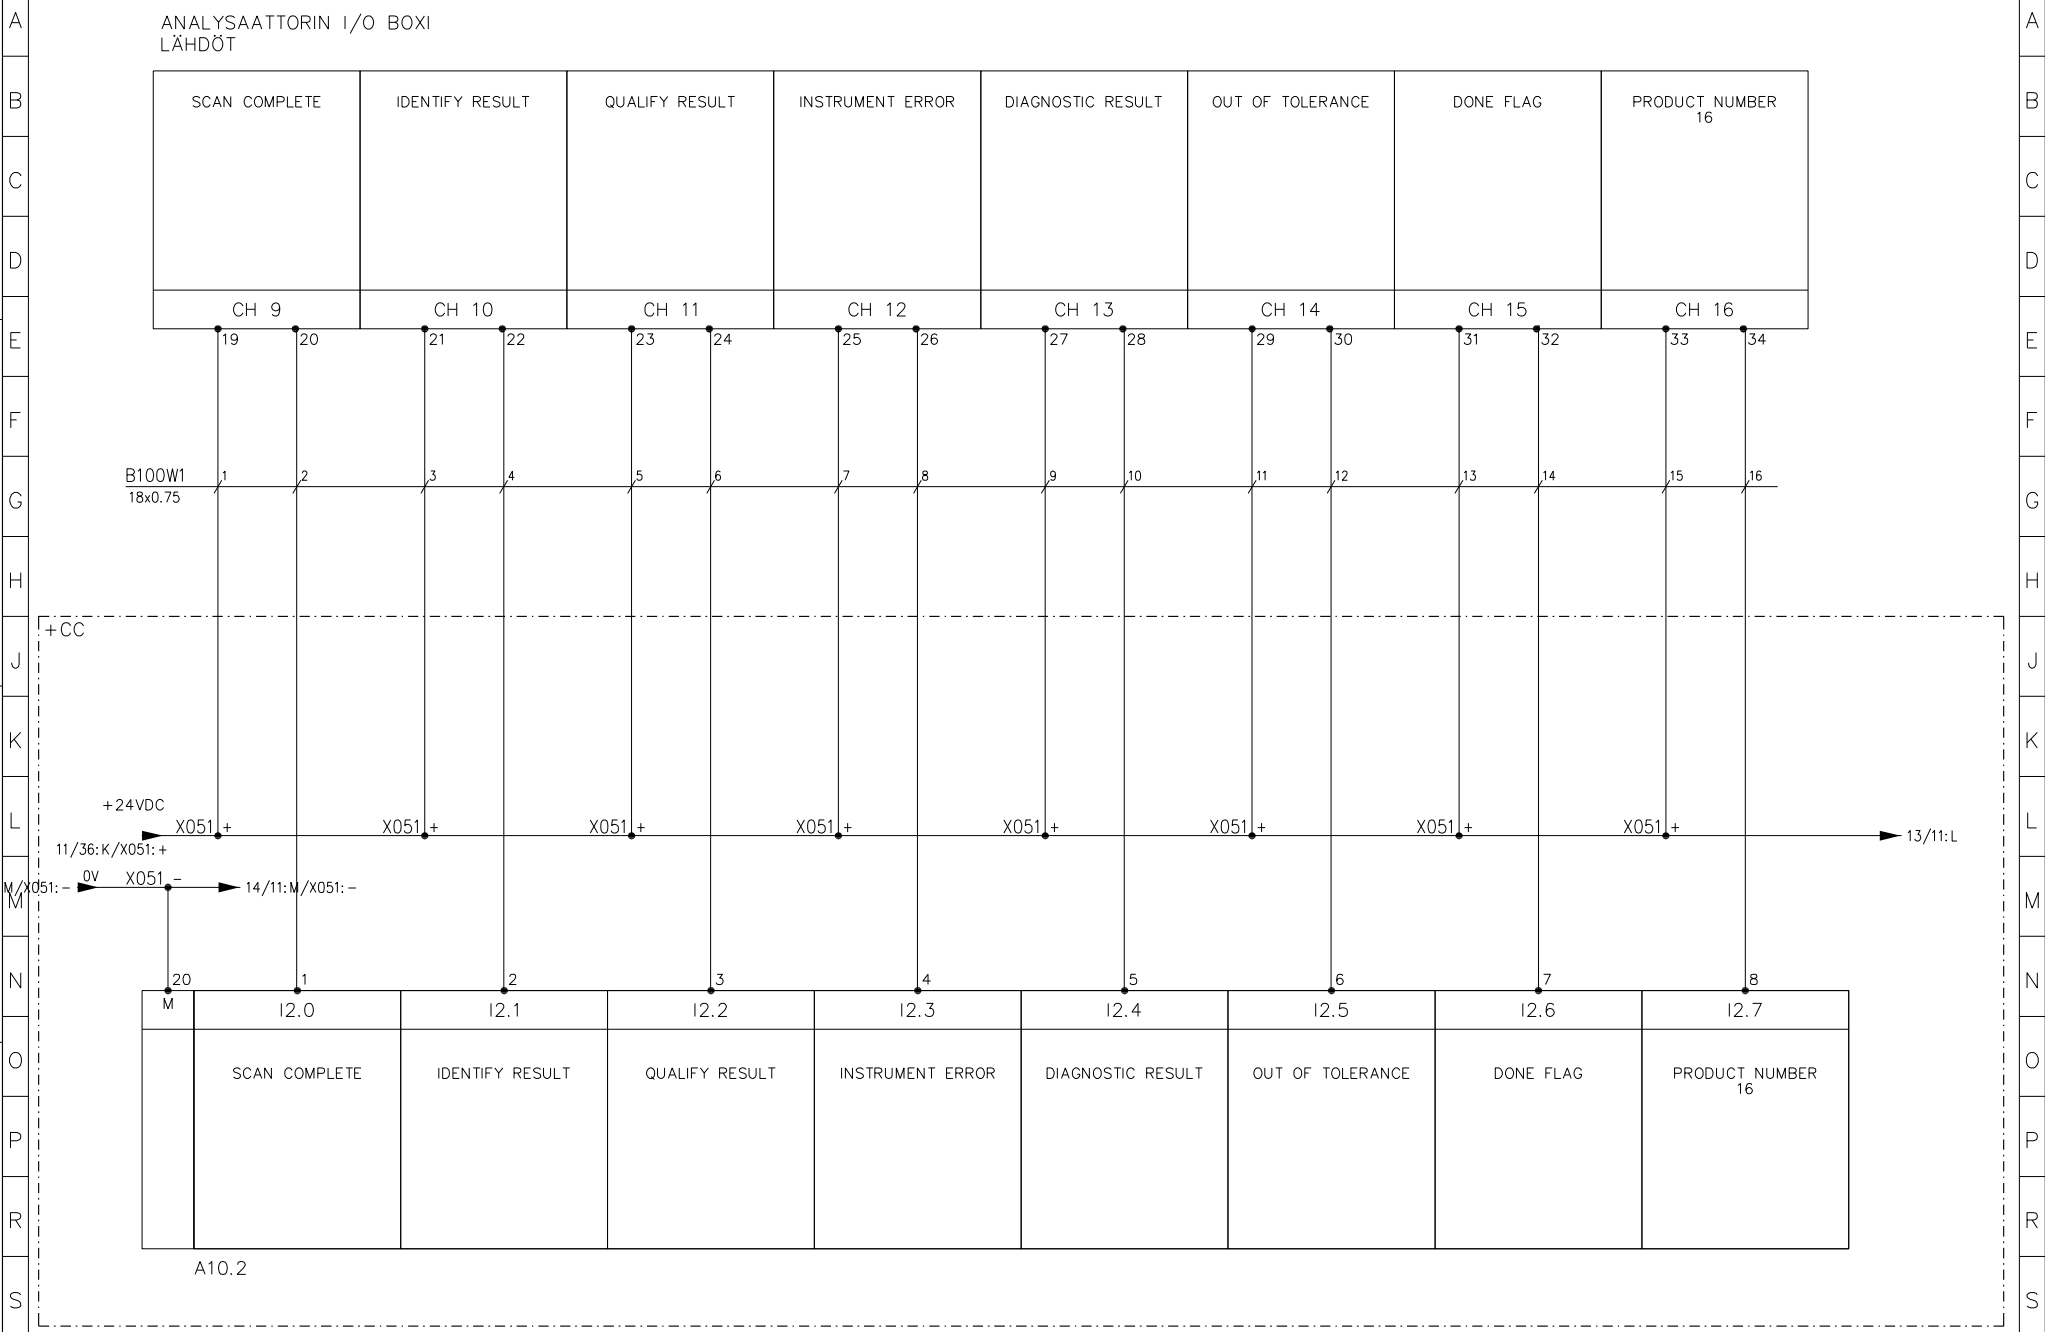 ANALYSAATTORIN I/O BOXI
LÄHDÖT
A A
B B
SCAN COMPLETE IDENTIFY RESULT QUALIFY RESULT INSTRUMENT ERROR DIAGNOSTIC RESULT OUT OF TOLERANCE DONE FLAG PRODUCT NUMBER
16
C C
D D
CH 9 CH 10 CH 11 CH 12 CH 13 CH 14 CH 15 CH 16
E 19 20 21 22 23 24 25 26 27 28 29 30 31 32 33 34 E
F F
B100W1 1 2 3 4 5 6 7 8 9 10 11 12 13 14 15 16
18x0.75
G G
H H
+CC
J J
K K
+24VDC
L L
X051 + X051 + X051 + X051 + X051 + X051 + X051 + X051 +
13/11:L
11/36:K/X051:+
M/X051:- 0V X051 - 14/11:M/X051:-
M M
N 20 1 2 3 4 5 6 7 8 N
M I2.0 I2.1 I2.2 I2.3 I2.4 I2.5 I2.6 I2.7
O O
SCAN COMPLETE IDENTIFY RESULT QUALIFY RESULT INSTRUMENT ERROR DIAGNOSTIC RESULT OUT OF TOLERANCE DONE FLAG PRODUCT NUMBER
16
P P
R R
A10.2
S S